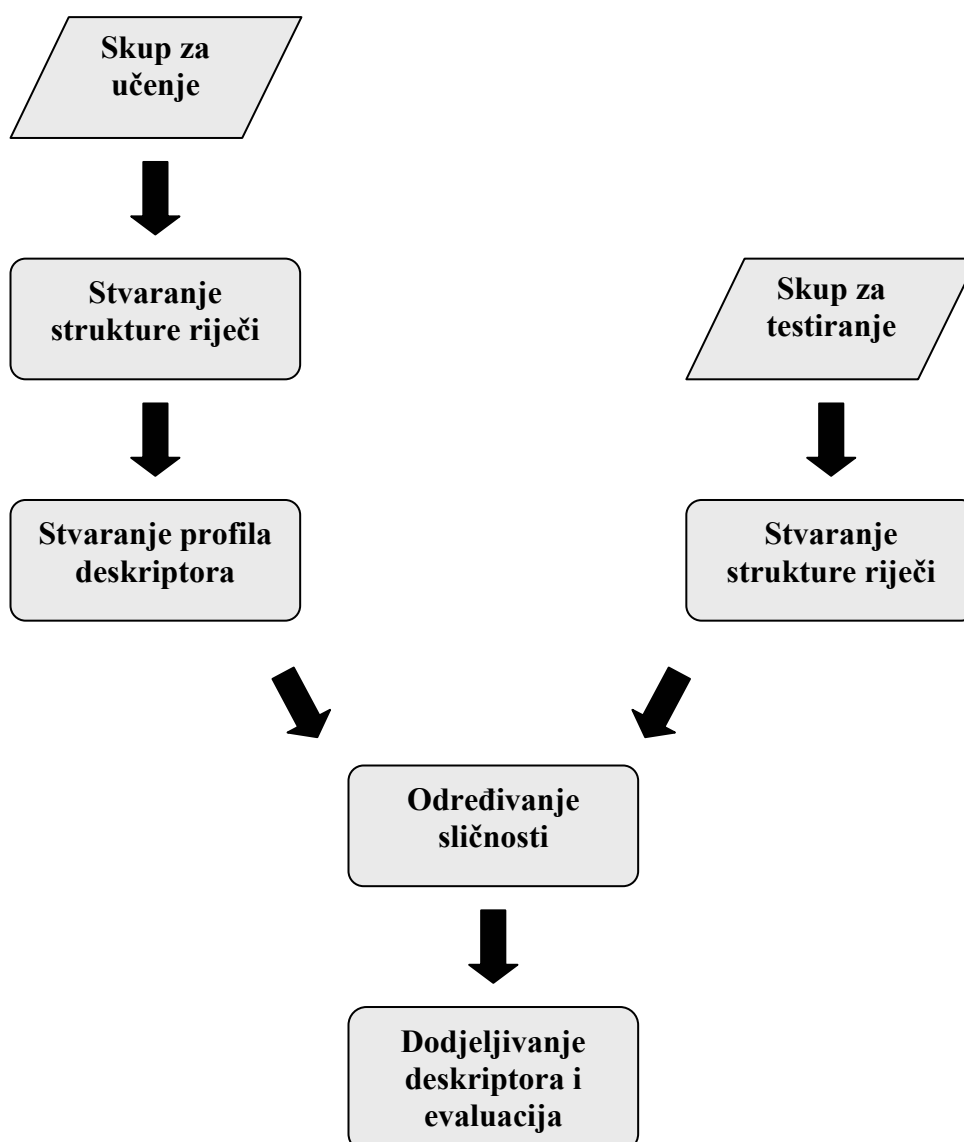 Skup za
učenje
Stvaranje
strukture riječi
Skup za
testiranje
Stvaranje profila
deskriptora
Stvaranje
strukture riječi
Određivanje
sličnosti
Dodjeljivanje
deskriptora i
evaluacija